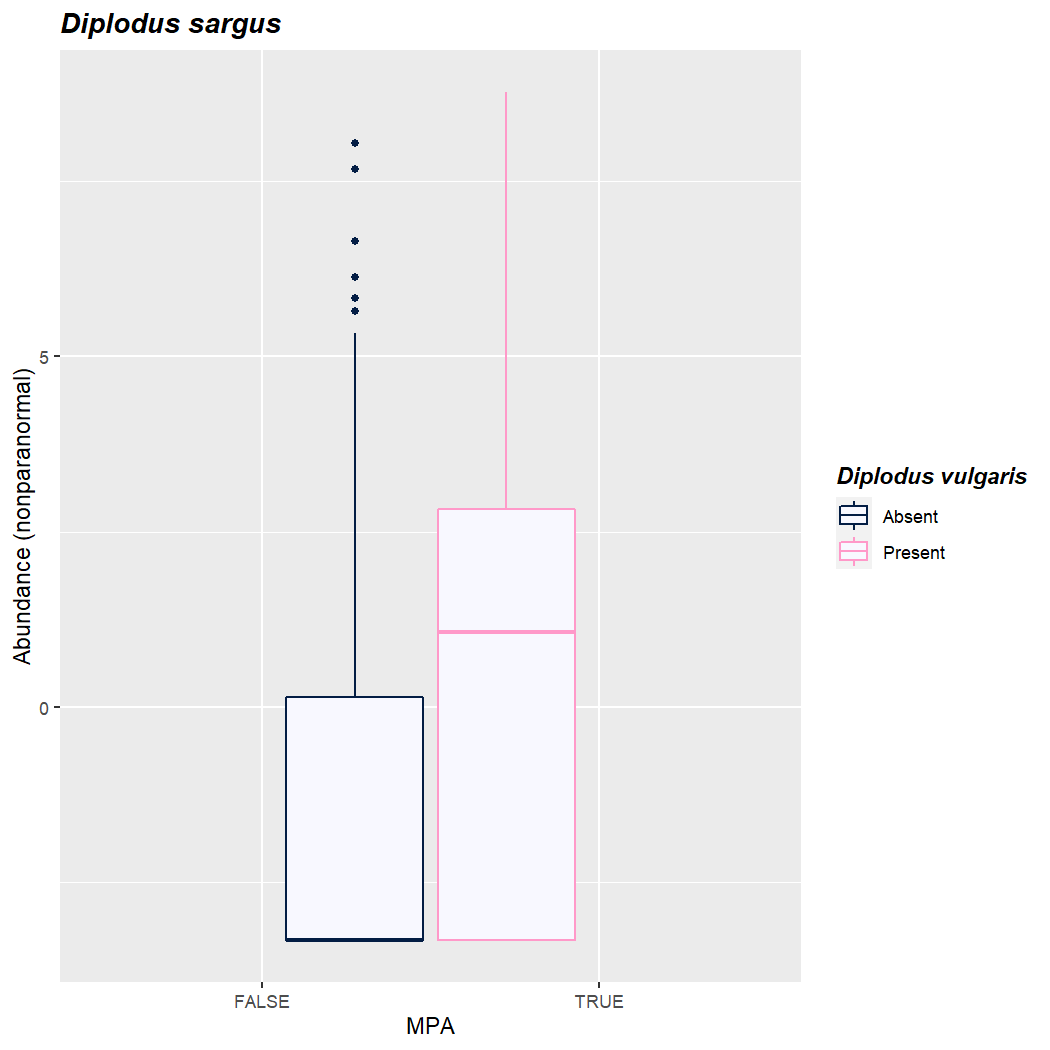 Diplodus sargus
Abundance (nonparanormal)
5
0
FALSE
TRUE
MPA
Diplodus vulgaris
Absent
Present